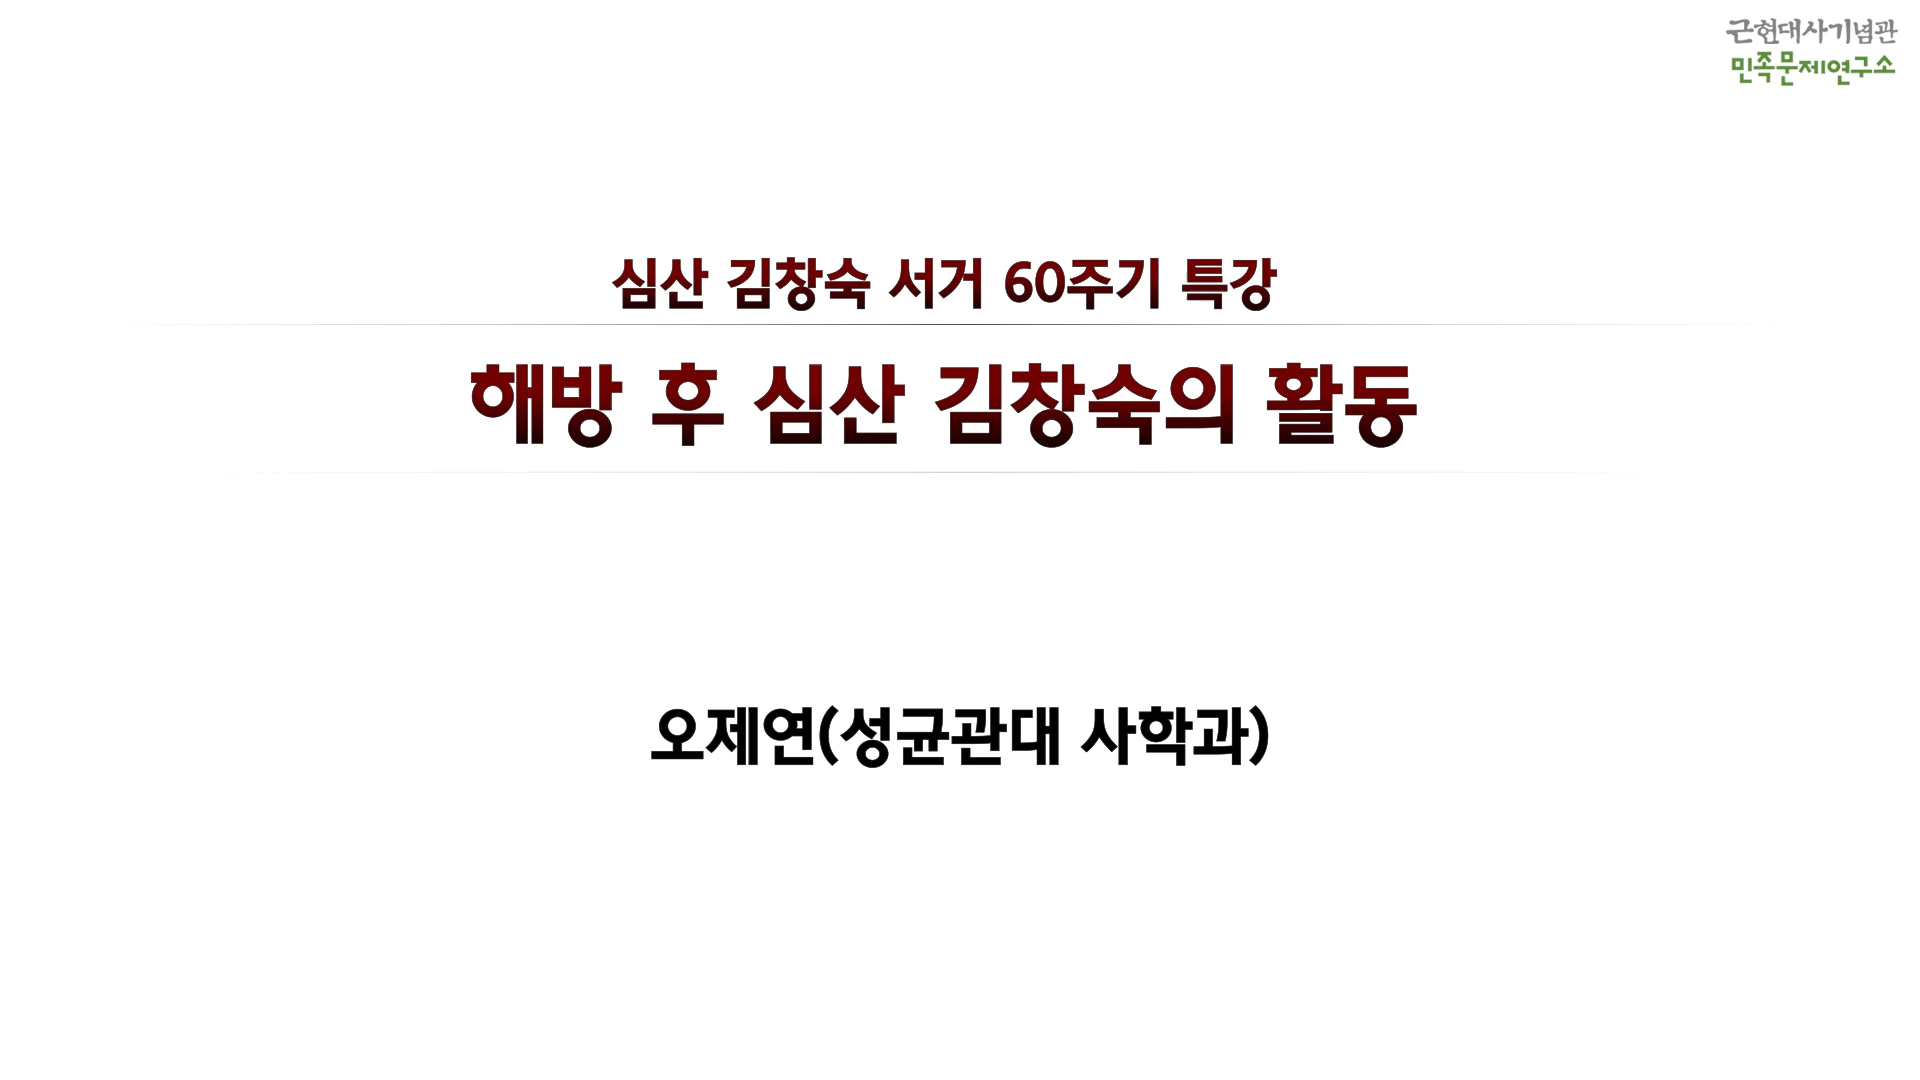 근현대사기념관
민족문제연구소
심산 김창숙 서거 60주기 특강
해방 후 심산 김창숙의 활동
오제연(성균관대 사학과)